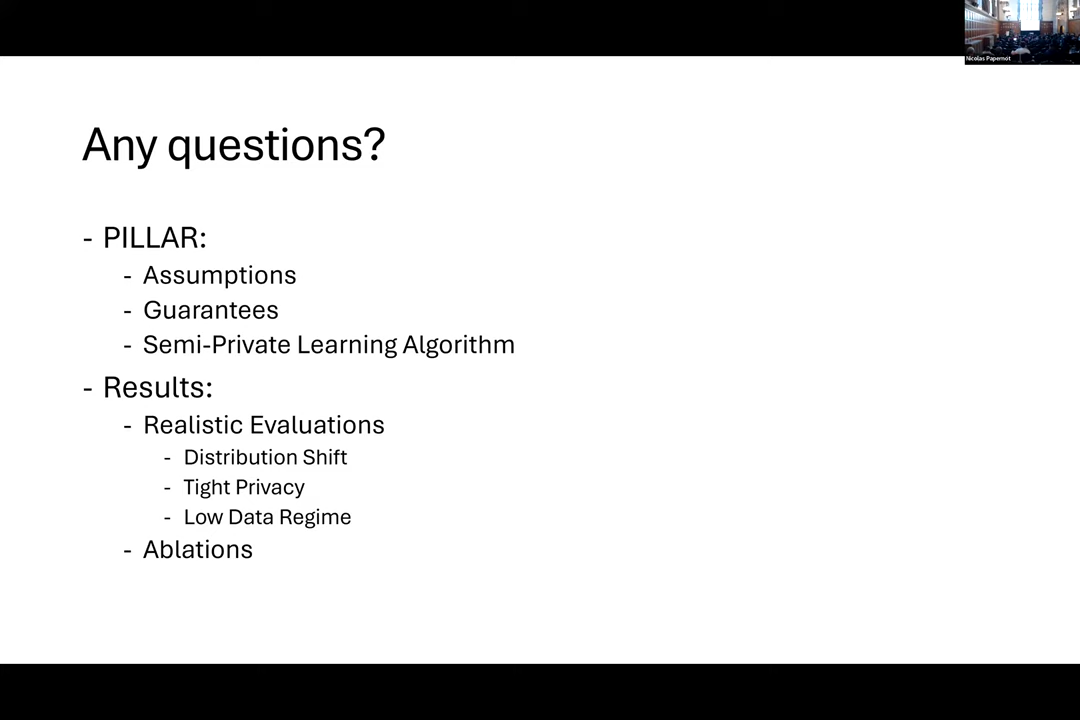 Nicolas Papernot
Any questions?
- PILLAR:
- Assumptions
- Guarantees
- Semi-Private Learning Algorithm
- Results:
- Realistic Evaluations
- Distribution Shift
- Tight Privacy
- Low Data Regime
- Ablations